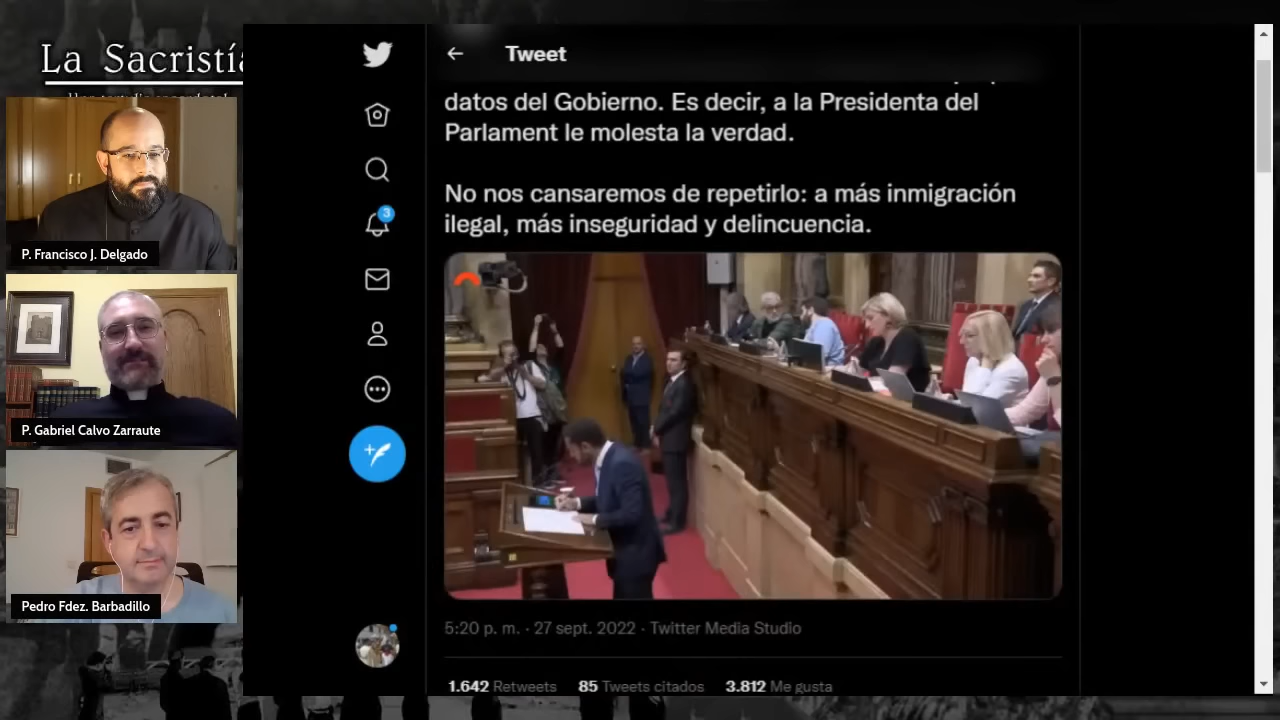 La Sacristía
P. Francisco J. Delgado
P. Gabriel Calvo Zarraute
Pedro Fdez. Barbadillo
Tweet
datos del Gobierno. Es decir, a la Presidenta del
Parlament le molesta la verdad.
No nos cansaremos de repetirlo: a más inmigración
ilegal, más inseguridad y delincuencia.
3
5:20 p. m. · 27 sept. 2022 · Twitter Media Studio
1.642 Retweets 85 Tweets citados 3.812 Me gusta